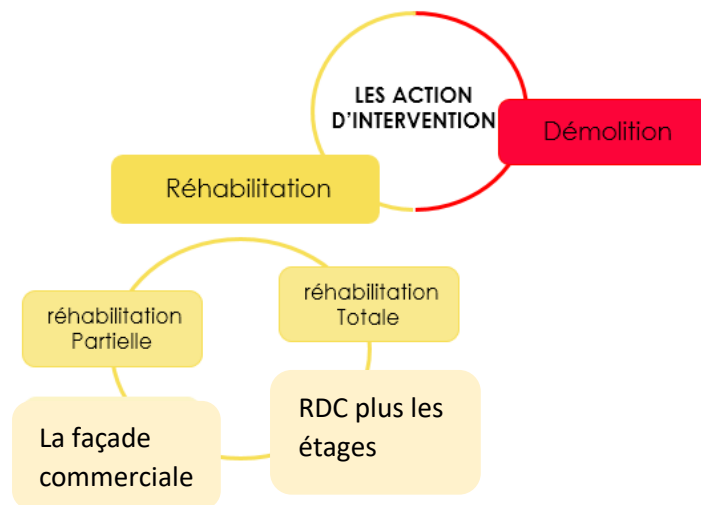 LES ACTION
D'INTERVENTION
Démolition
Réhabilitation
réhabilitation
Partielle
réhabilitation
Totale
La façade
commerciale
RDC plus les
étages